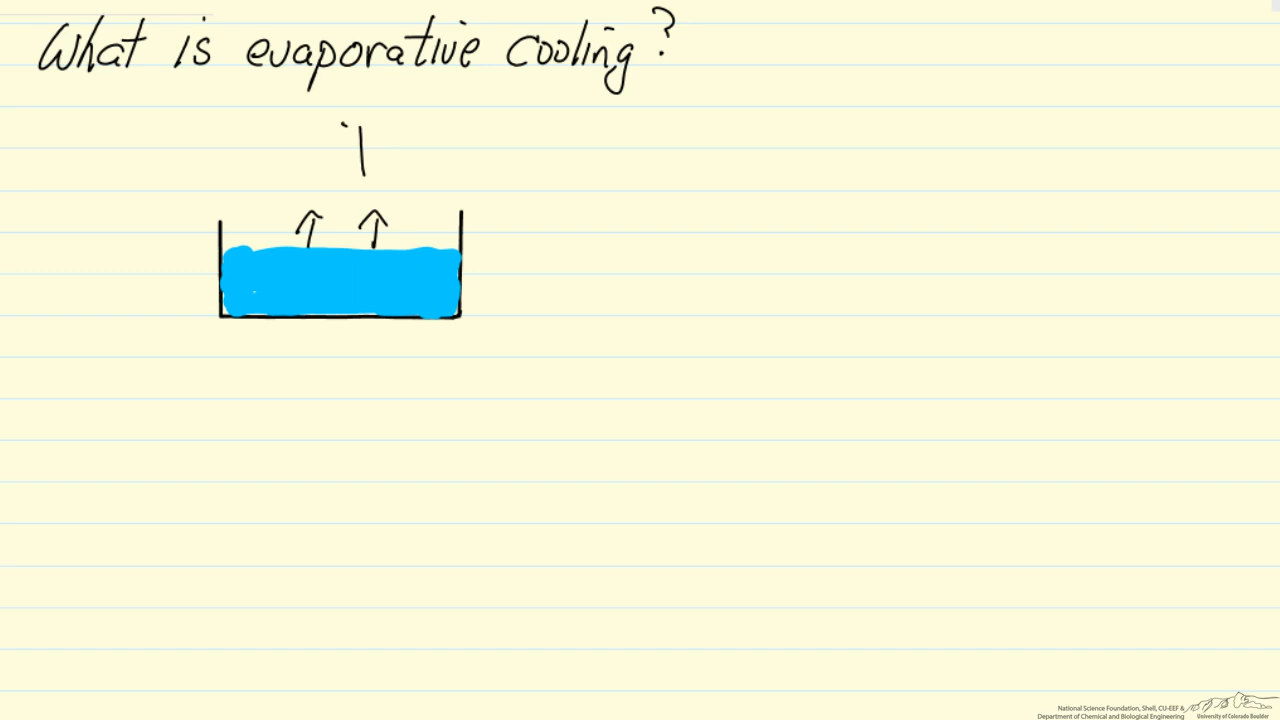 What is evaporative cooling?
National Science Foundation, Shell, CU-EEF &
Department of Chemical and Biological Engineering
University of Colorado Boulder